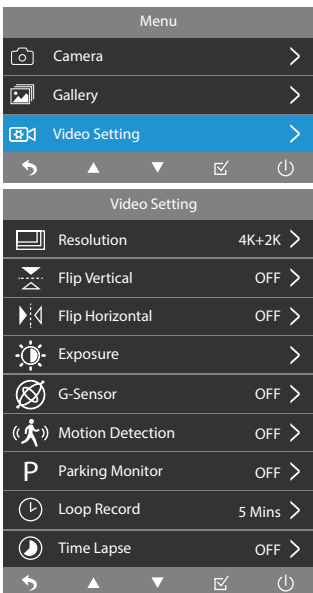 Menu
Camera
Gallery
Video Setting
Video Setting
Resolution 4K+2K
Flip Vertical OFF
Flip Horizontal OFF
Exposure
G-Sensor OFF
Motion Detection OFF
P Parking Monitor OFF
Loop Record 5 Mins
Time Lapse OFF